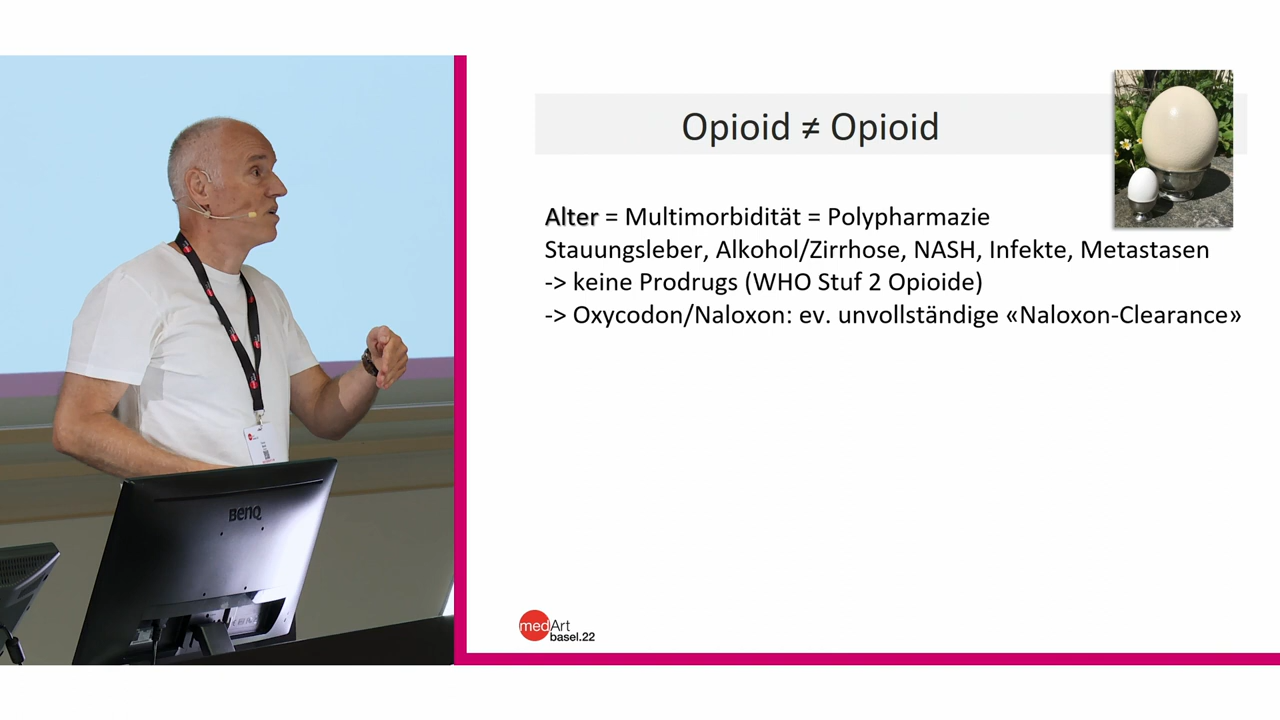 Opioid ≠ Opioid
Alter = Multimorbidität = Polypharmazie
Stauungsleber, Alkohol/Zirrhose, NASH, Infekte, Metastasen
-> keine Prodrugs (WHO Stuf 2 Opioide)
-> Oxycodon/Naloxon: ev. unvollständige «Naloxon-Clearance»
BenQ
medArt
basel.22